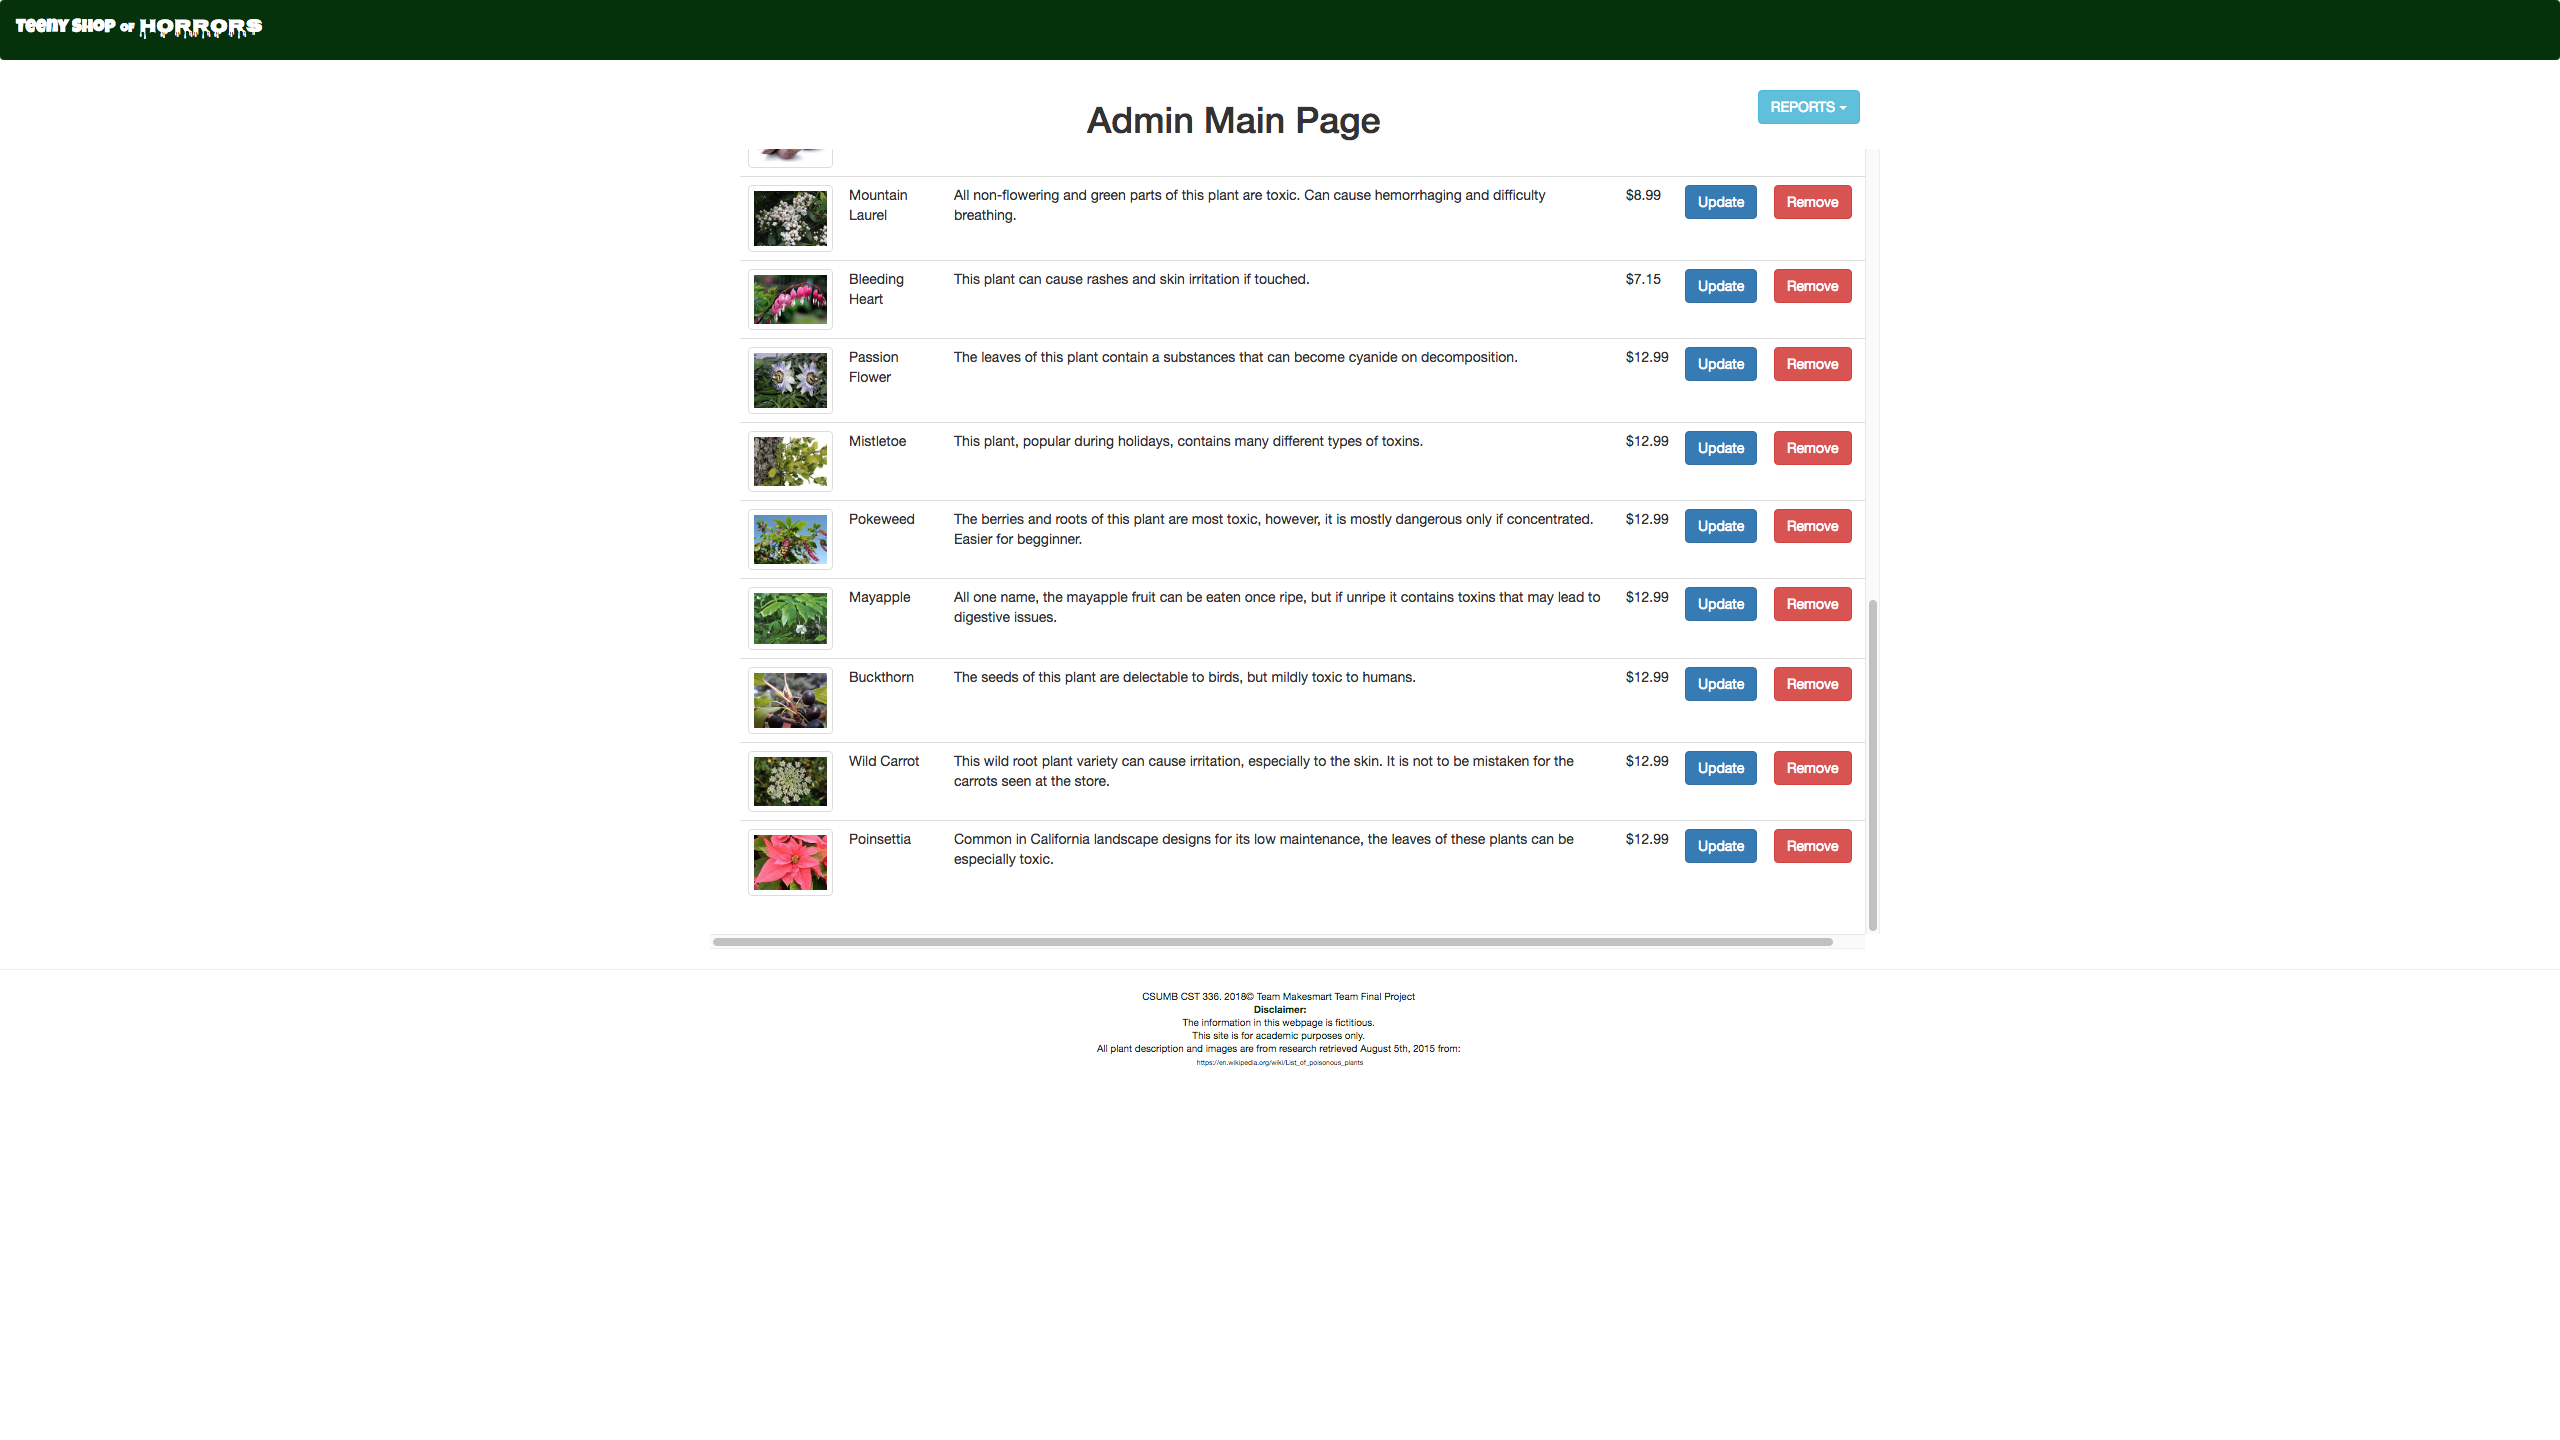 Teeny Shop of HORRORS
Admin Main Page
REPORTS
Mountain Laurel
All non-flowering and green parts of this plant are toxic. Can cause hemorrhaging and difficulty
breathing.
$8.99
Update
Remove
Bleeding Heart
This plant can cause rashes and skin irritation if touched.
$7.15
Update
Remove
Passion Flower
The leaves of this plant contain a substances that can become cyanide on decomposition.
$12.99
Update
Remove
Mistletoe
This plant, popular during holidays, contains many different types of toxins.
$12.99
Update
Remove
Pokeweed
The berries and roots of this plant are most toxic, however, it is mostly dangerous only if concentrated.
Easier for begginner.
$12.99
Update
Remove
Mayapple
All one name, the mayapple fruit can be eaten once ripe, but if unripe it contains toxins that may lead to
digestive issues.
$12.99
Update
Remove
Buckthorn
The seeds of this plant are delectable to birds, but mildly toxic to humans.
$12.99
Update
Remove
Wild Carrot
This wild root plant variety can cause irritation, especially to the skin. It is not to be mistaken for the
carrots seen at the store.
$12.99
Update
Remove
Poinsettia
Common in California landscape designs for its low maintenance, the leaves of these plants can be
especially toxic.
$12.99
Update
Remove
CSUMB CST 336. 2018© Team Makesmart Team Final Project
Disclaimer:
The information in this webpage is fictitious.
This site is for academic purposes only.
All plant description and images are from research retrieved August 5th, 2015 from:
https://en.wikipedia.org/wiki/List_of_poisonous_plants